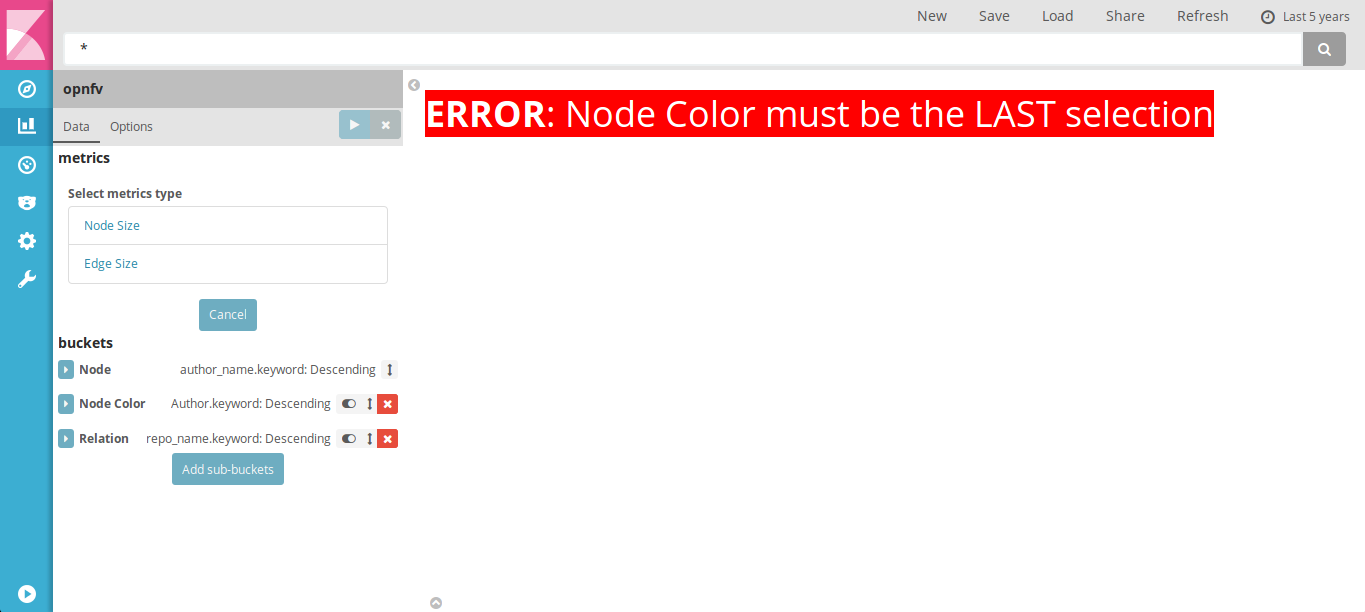 New Save Load Share Refresh Last 5 years
*
opnfv
Data Options
ERROR: Node Color must be the LAST selection
metrics
Select metrics type
Node Size
Edge Size
Cancel
buckets
Node author_name.keyword: Descending
Node Color Author.keyword: Descending
Relation repo_name.keyword: Descending
Add sub-buckets